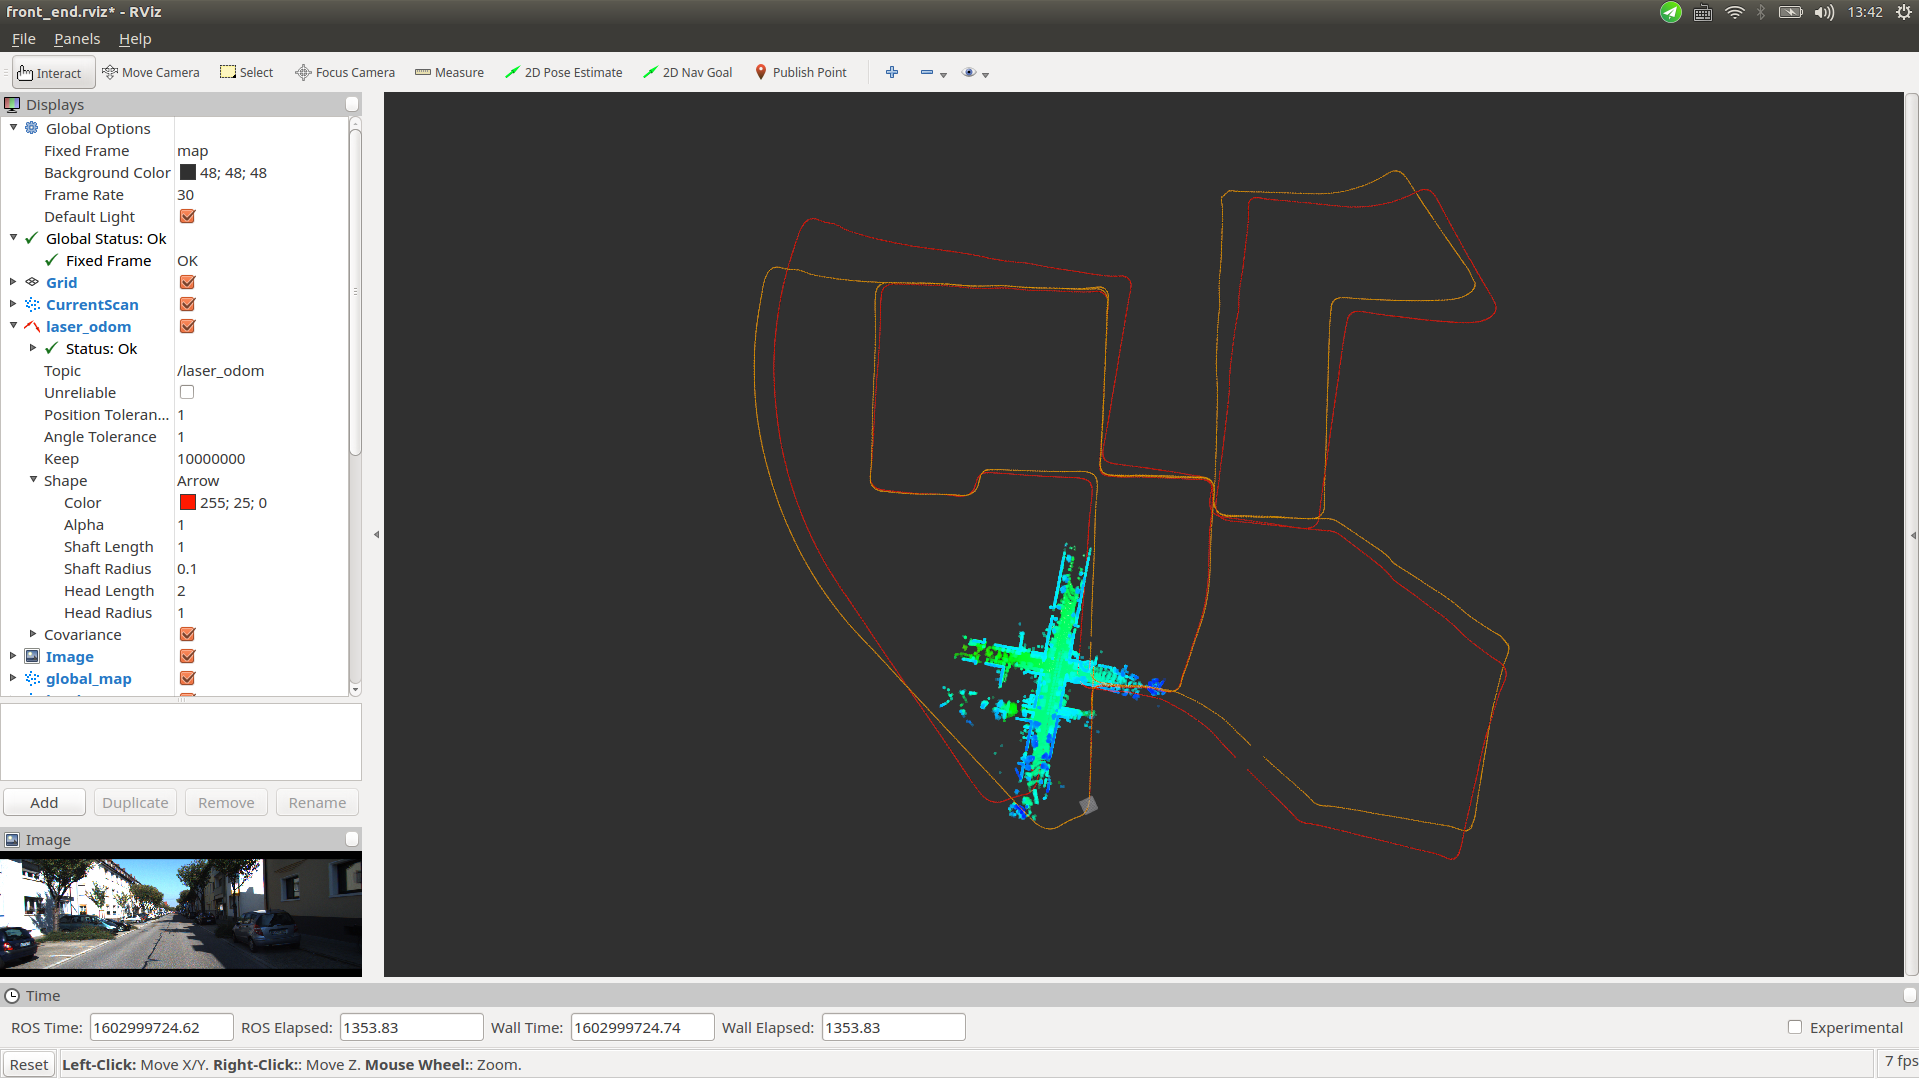 front_end.rviz* - RViz
13:42
File Panels Help
Interact Move Camera Select Focus Camera Measure 2D Pose Estimate 2D Nav Goal Publish Point
Displays
Global Options
Fixed Frame map
Background Color 48; 48; 48
Frame Rate 30
Default Light
Global Status: Ok
Fixed Frame OK
Grid
CurrentScan
laser_odom
Status: Ok
Topic /laser_odom
Unreliable
Position Toleran... 1
Angle Tolerance 1
Keep 10000000
Shape Arrow
Color 255; 25; 0
Alpha 1
Shaft Length 1
Shaft Radius 0.1
Head Length 2
Head Radius 1
Covariance
Image
global_map
Add Duplicate Remove Rename
Image
Time
ROS Time: 1602999724.62 ROS Elapsed: 1353.83 Wall Time: 1602999724.74 Wall Elapsed: 1353.83 Experimental
Reset Left-Click: Move X/Y. Right-Click:: Move Z. Mouse Wheel:: Zoom. 7 fps